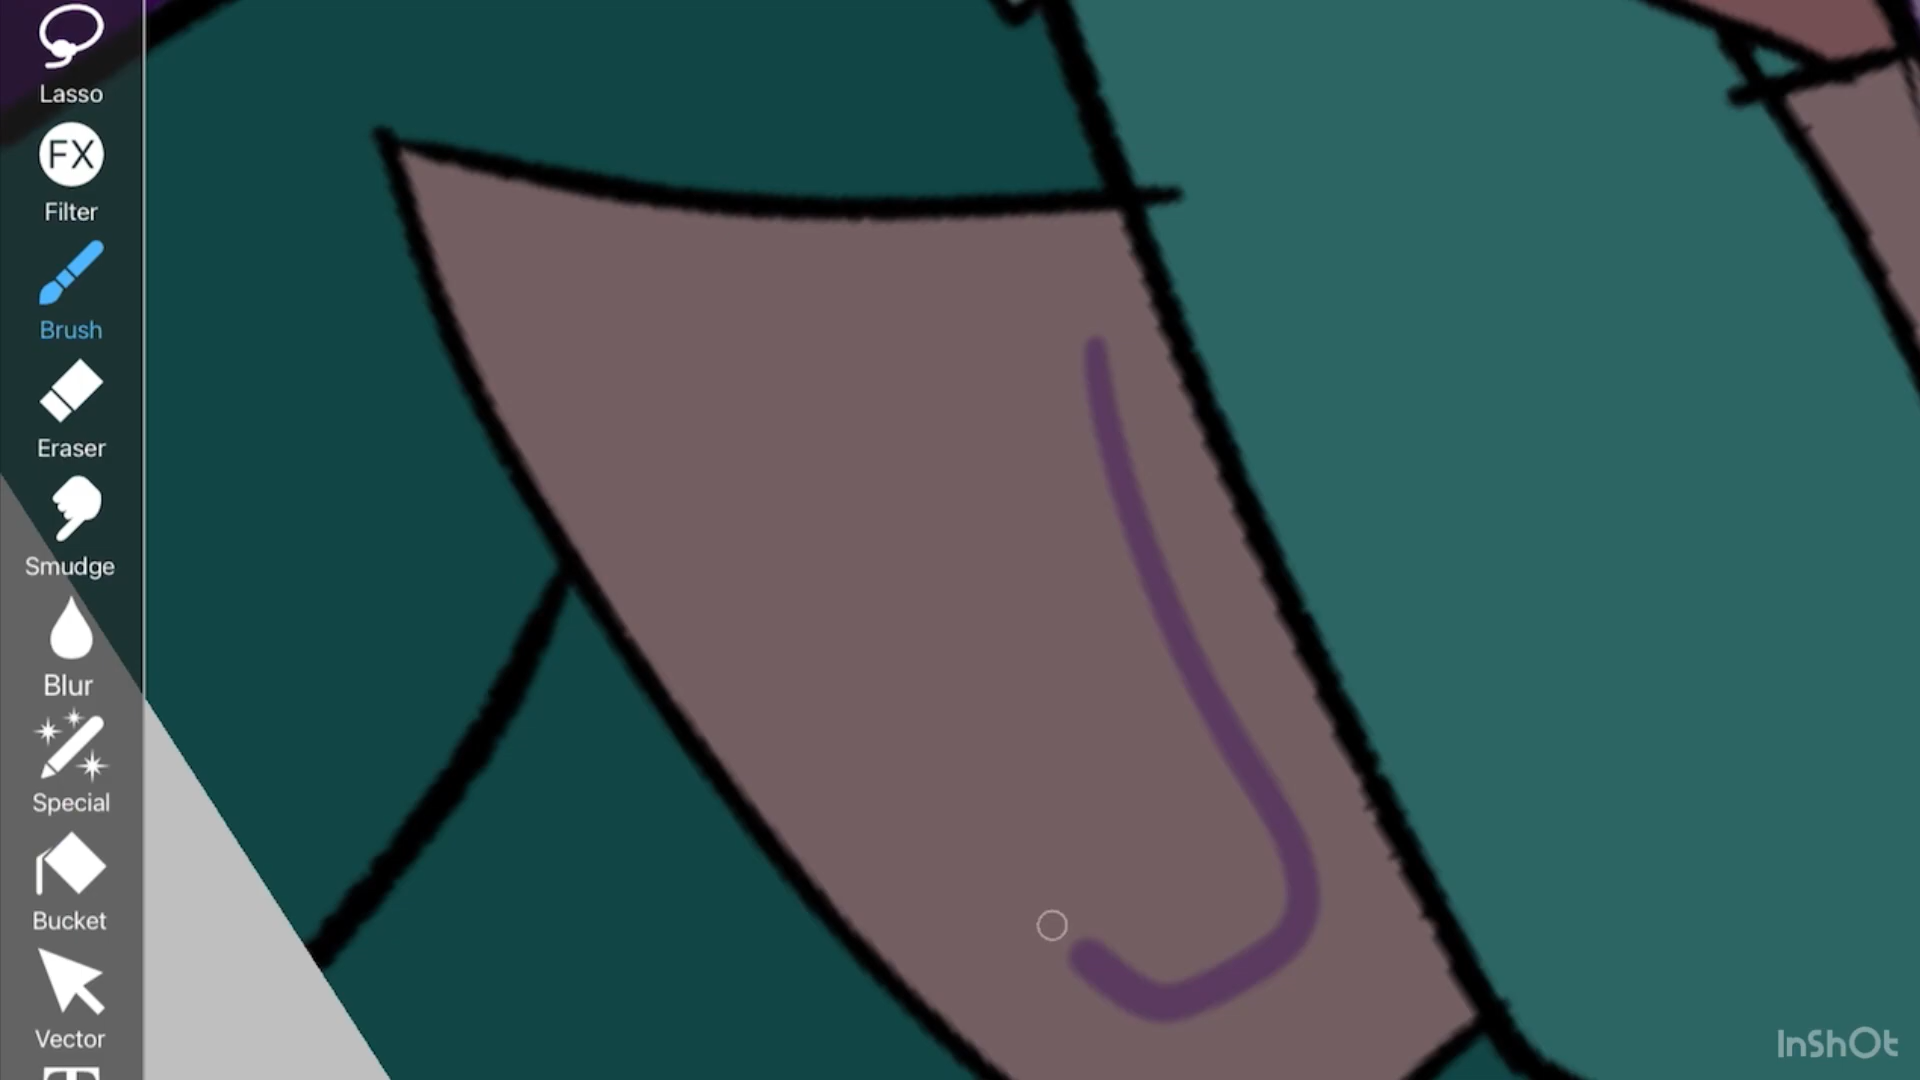 Lasso
FX
Filter
Brush
Eraser
Smudge
Blur
Special
Bucket
Vector
InShOt